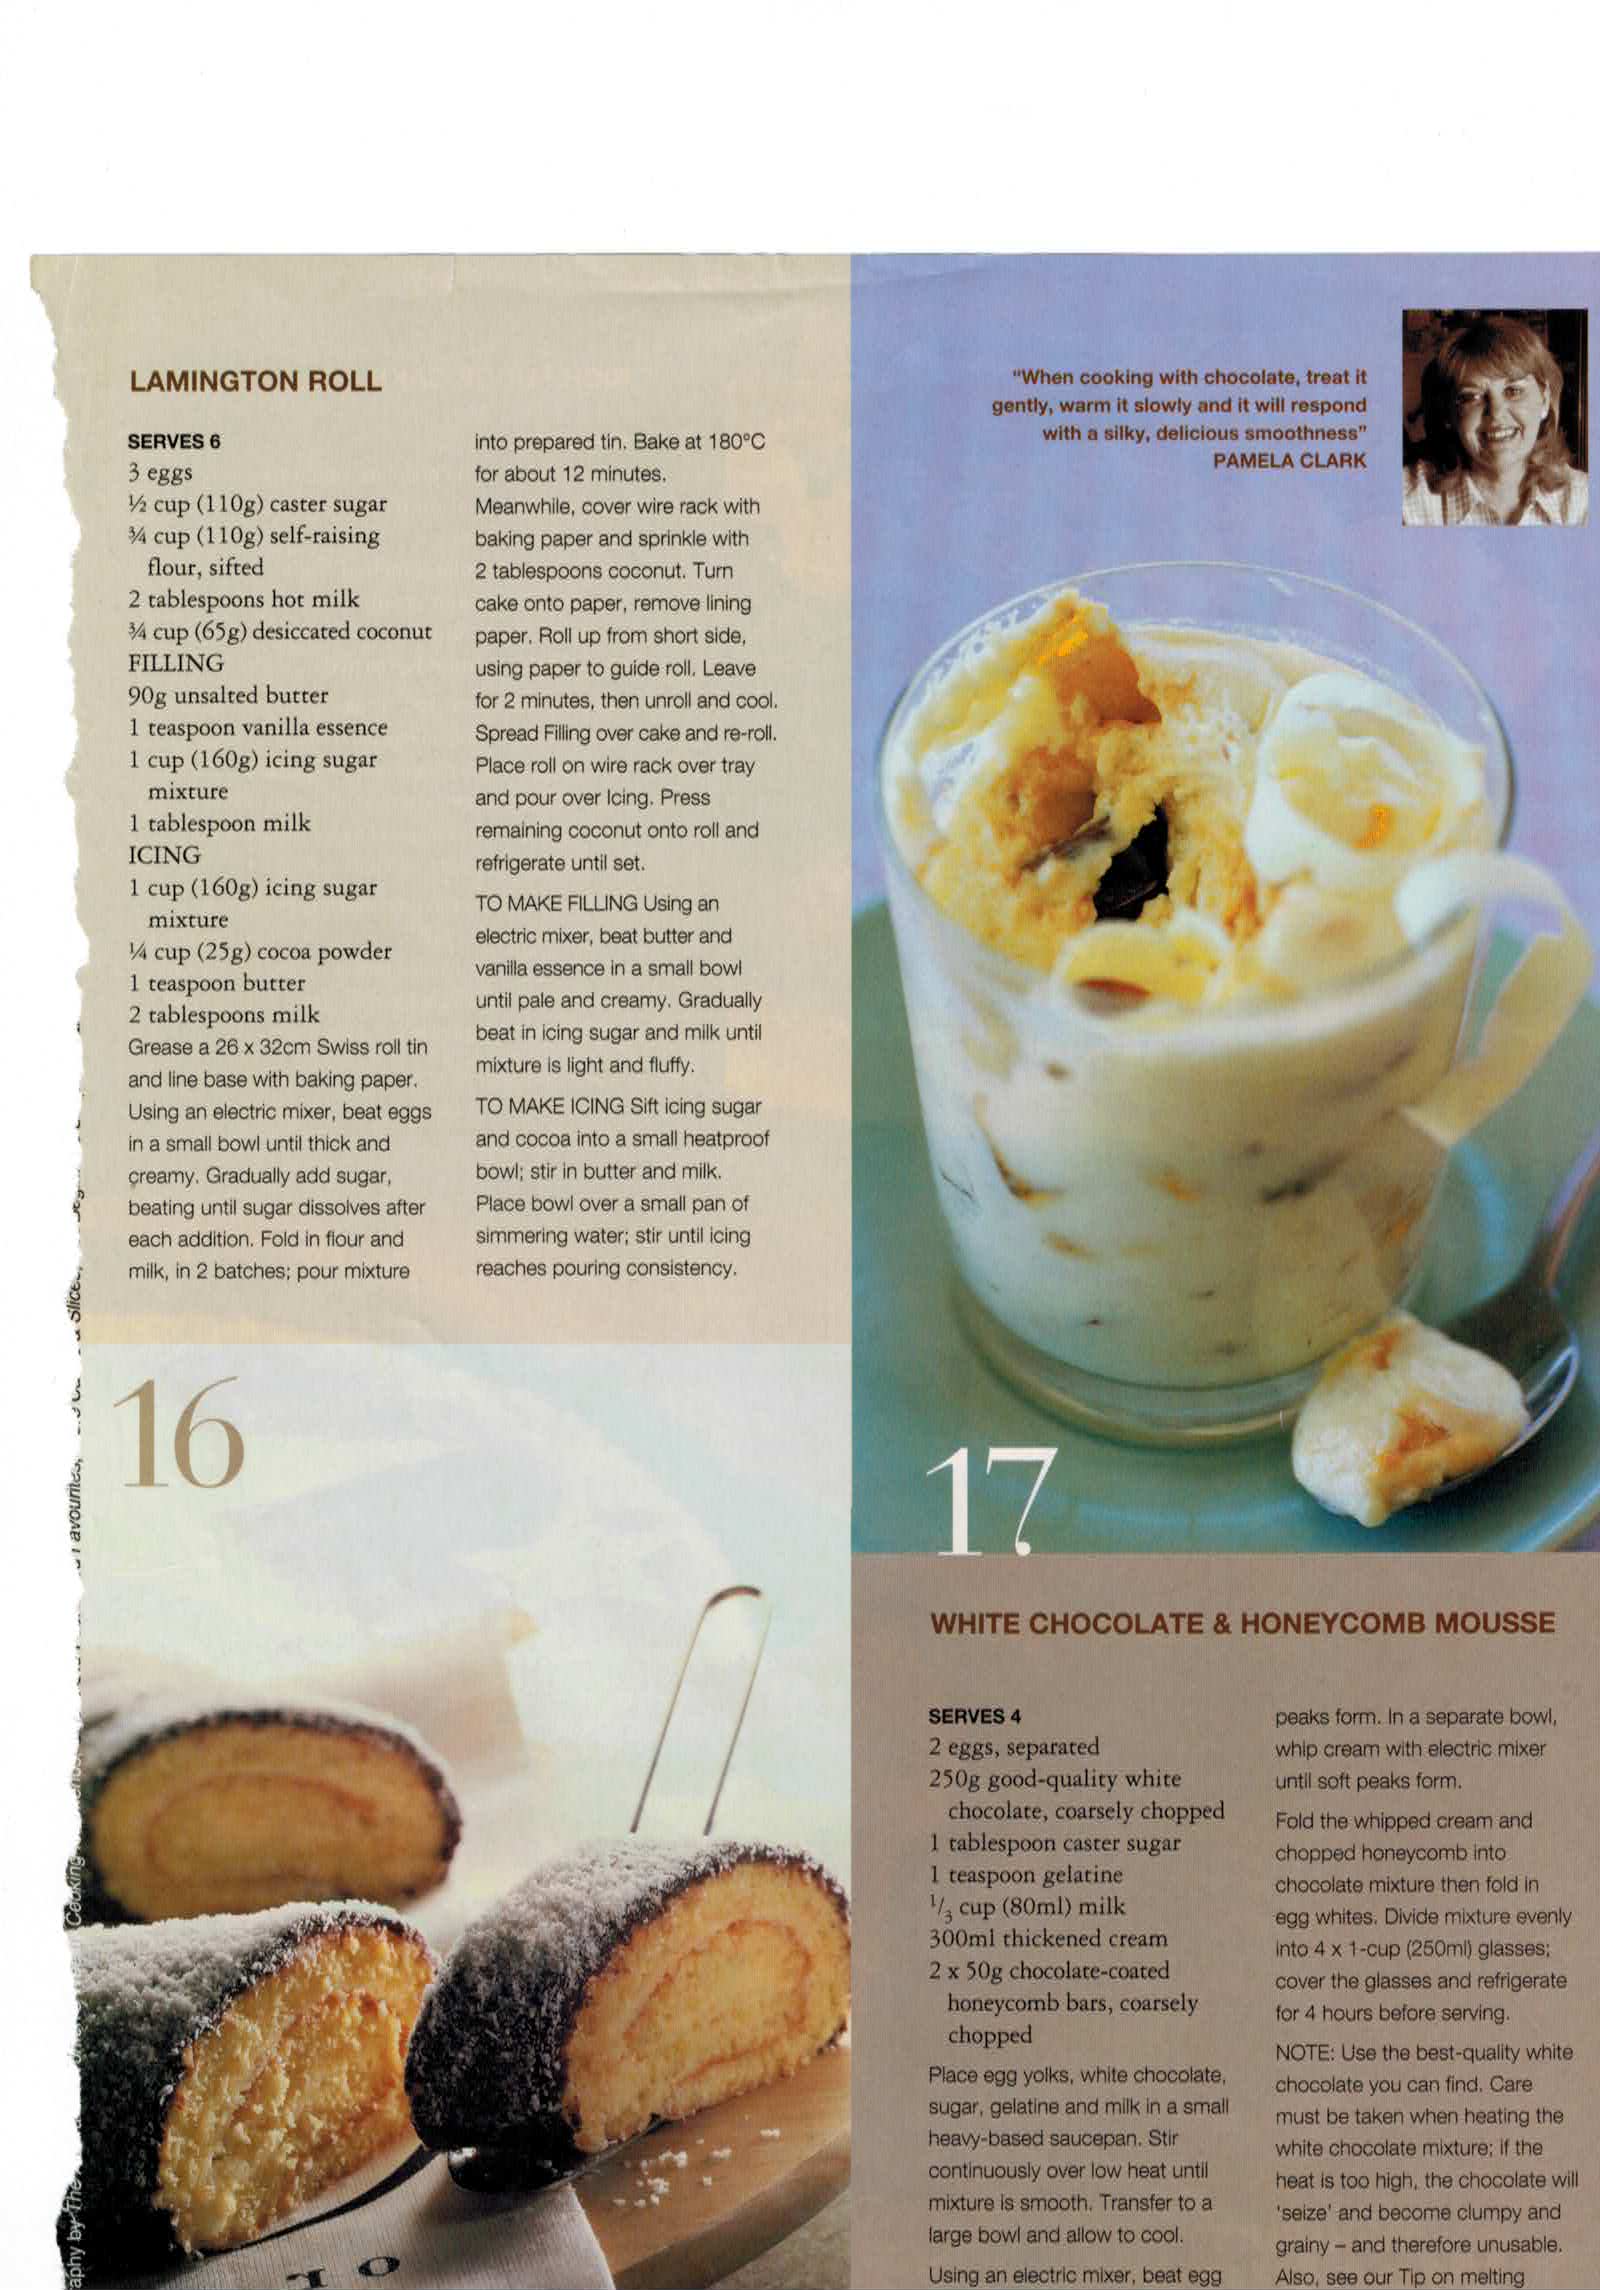 LAMINGTON ROLL
SERVES 6
3 eggs
½ cup (110g) caster sugar
¾ cup (110g) self-raising
flour, sifted
2 tablespoons hot milk
¾ cup (65g) desiccated coconut
FILLING
90g unsalted butter
1 teaspoon vanilla essence
1 cup (160g) icing sugar
mixture
1 tablespoon milk
ICING
1 cup (160g) icing sugar
mixture
¼ cup (25g) cocoa powder
1 teaspoon butter
2 tablespoons milk
Grease a 26 x 32cm Swiss roll tin
and line base with baking paper.
Using an electric mixer, beat eggs
in a small bowl until thick and
creamy. Gradually add sugar,
beating until sugar dissolves after
each addition. Fold in flour and
milk, in 2 batches; pour mixture
into prepared tin. Bake at 180°C
for about 12 minutes.
Meanwhile, cover wire rack with
baking paper and sprinkle with
2 tablespoons coconut. Turn
cake onto paper, remove lining
paper. Roll up from short side,
using paper to guide roll. Leave
for 2 minutes, then unroll and cool.
Spread Filling over cake and re-roll.
Place roll on wire rack over tray
and pour over Icing. Press
remaining coconut onto roll and
refrigerate until set.
TO MAKE FILLING Using an
electric mixer, beat butter and
vanilla essence in a small bowl
until pale and creamy. Gradually
beat in icing sugar and milk until
mixture is light and fluffy.
TO MAKE ICING Sift icing sugar
and cocoa into a small heatproof
bowl; stir in butter and milk.
Place bowl over a small pan of
simmering water; stir until icing
reaches pouring consistency.
16
"When cooking with chocolate, treat it
gently, warm it slowly and it will respond
with a silky, delicious smoothness"
PAMELA CLARK
17
WHITE CHOCOLATE & HONEYCOMB MOUSSE
SERVES 4
2 eggs, separated
250g good-quality white
chocolate, coarsely chopped
1 tablespoon caster sugar
1 teaspoon gelatine
1/3 cup (80ml) milk
300ml thickened cream
2 x 50g chocolate-coated
honeycomb bars, coarsely
chopped
Place egg yolks, white chocolate,
sugar, gelatine and milk in a small
heavy-based saucepan. Stir
continuously over low heat until
mixture is smooth. Transfer to a
large bowl and allow to cool.
Using an electric mixer, beat egg
peaks form. In a separate bowl,
whip cream with electric mixer
until soft peaks form.
Fold the whipped cream and
chopped honeycomb into
chocolate mixture then fold in
egg whites. Divide mixture evenly
into 4 x 1-cup (250ml) glasses;
cover the glasses and refrigerate
for 4 hours before serving.
NOTE: Use the best-quality white
chocolate you can find. Care
must be taken when heating the
white chocolate mixture; if the
heat is too high, the chocolate will
'seize' and become clumpy and
grainy – and therefore unusable.
Also, see our Tip on melting